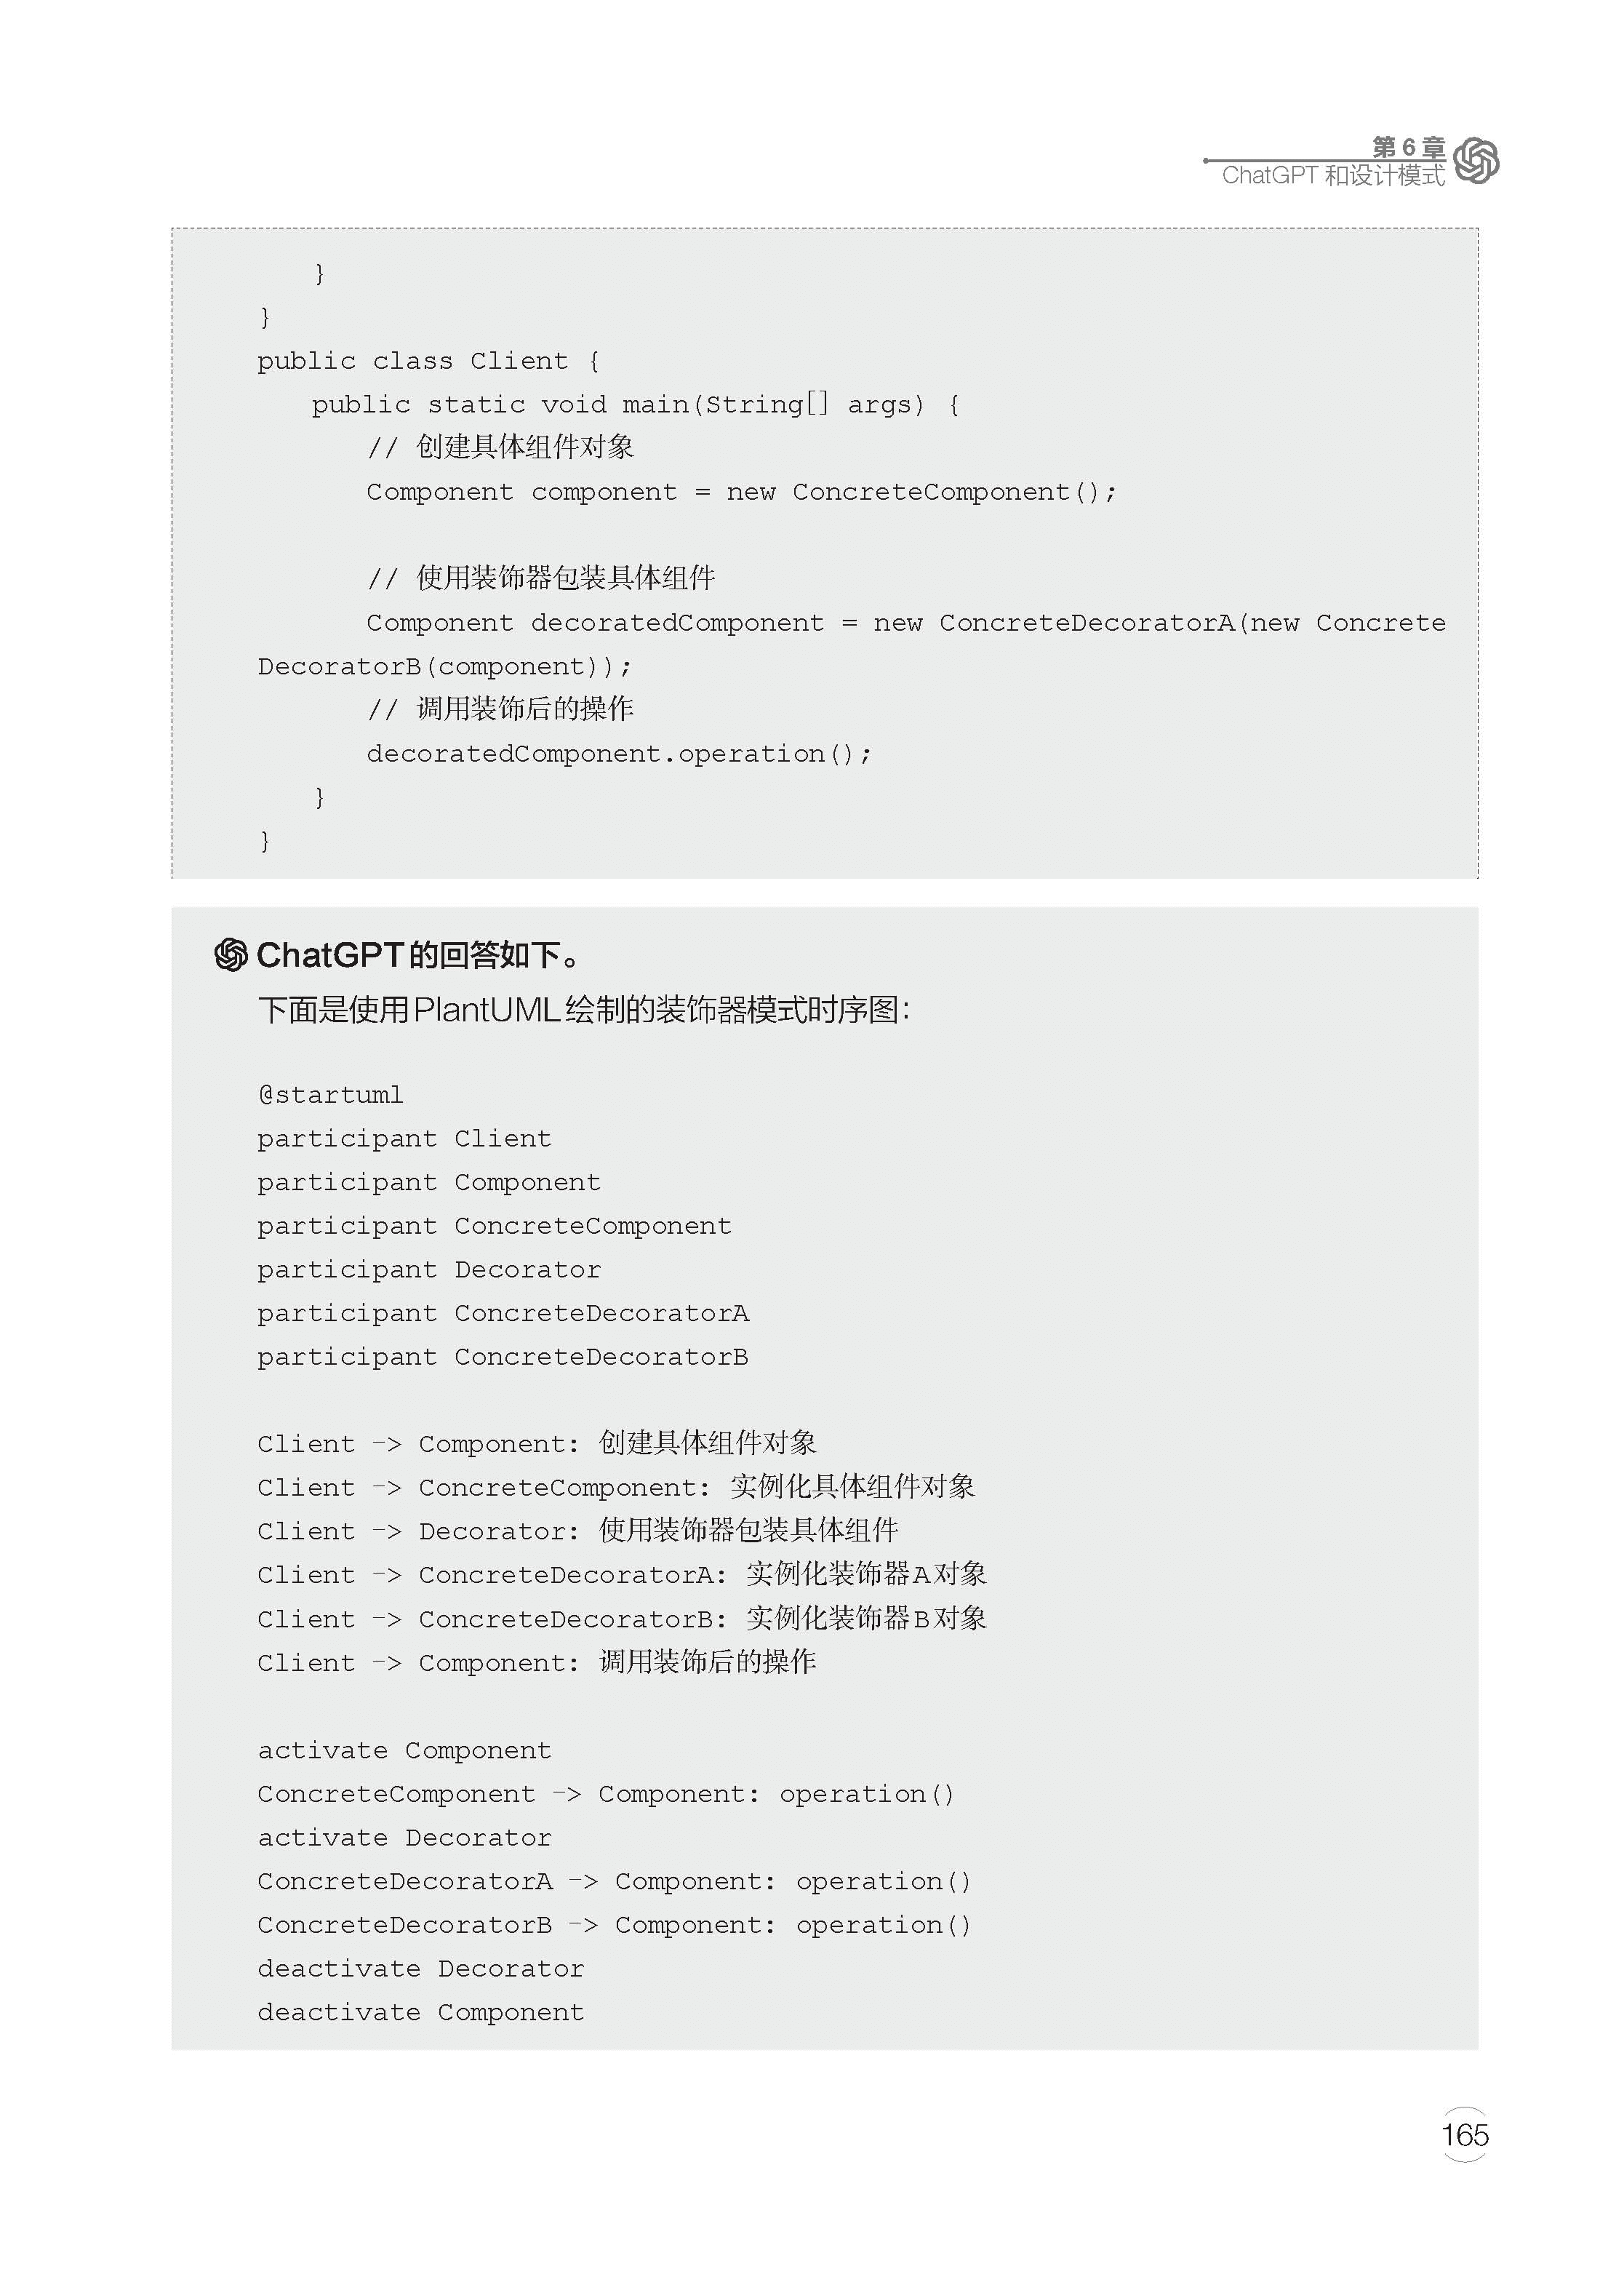 第 6 章
ChatGPT 和设计模式
}
}
public class Client {
public static void main(String[] args) {
// 创建具体组件对象
Component component = new ConcreteComponent();
// 使用装饰器包装具体组件
Component decoratedComponent = new ConcreteDecoratorA(new Concrete
DecoratorB(component));
// 调用装饰后的操作
decoratedComponent.operation();
}
}
ChatGPT的回答如下。
下面是使用PlantUML绘制的装饰器模式时序图：
@startuml
participant Client
participant Component
participant ConcreteComponent
participant Decorator
participant ConcreteDecoratorA
participant ConcreteDecoratorB
Client -> Component: 创建具体组件对象
Client -> ConcreteComponent: 实例化具体组件对象
Client -> Decorator: 使用装饰器包装具体组件
Client -> ConcreteDecoratorA: 实例化装饰器A对象
Client -> ConcreteDecoratorB: 实例化装饰器B对象
Client -> Component: 调用装饰后的操作
activate Component
ConcreteComponent -> Component: operation()
activate Decorator
ConcreteDecoratorA -> Component: operation()
ConcreteDecoratorB -> Component: operation()
deactivate Decorator
deactivate Component
165